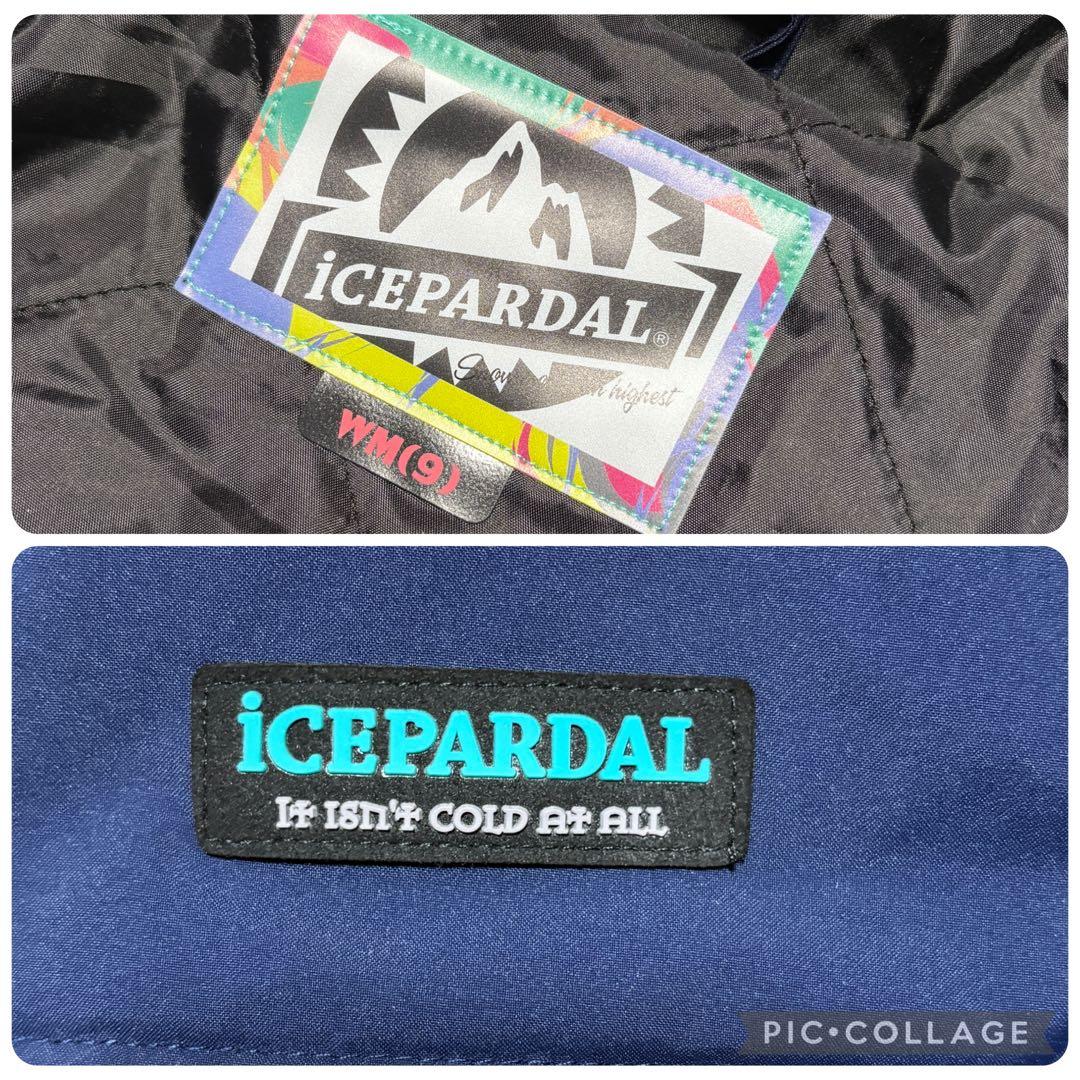 iCEPARDAL®
highest
WM(9)
iCEPARDAL
It isn't cold at all
PIC•COLLAGE